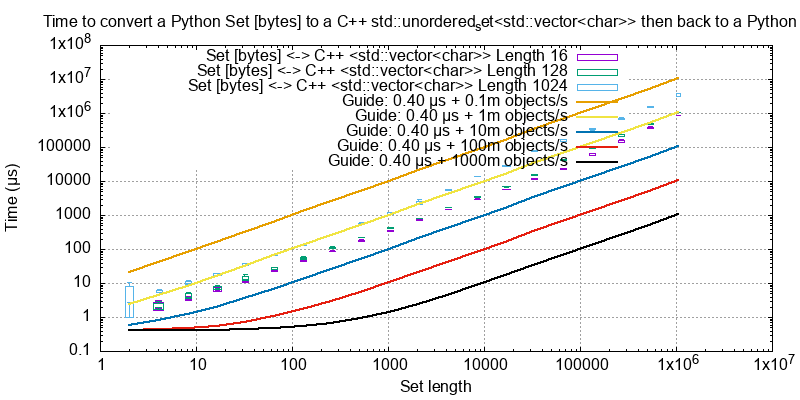 Time to convert a Python Set [bytes] to a C++ std::unordered_set<std::vector<char>> then back to a Python
1x10^8
1x10^7
1x10^6
100000
10000
1000
100
10
1
0.1
Time (µs)
Set [bytes] <-> C++ <std::vector<char>> Length 16
Set [bytes] <-> C++ <std::vector<char>> Length 128
Set [bytes] <-> C++ <std::vector<char>> Length 1024
Guide: 0.40 µs + 0.1m objects/s
Guide: 0.40 µs + 1m objects/s
Guide: 0.40 µs + 10m objects/s
Guide: 0.40 µs + 100m objects/s
Guide: 0.40 µs + 1000m objects/s
1 10 100 1000 10000 100000 1x10^6 1x10^7
Set length